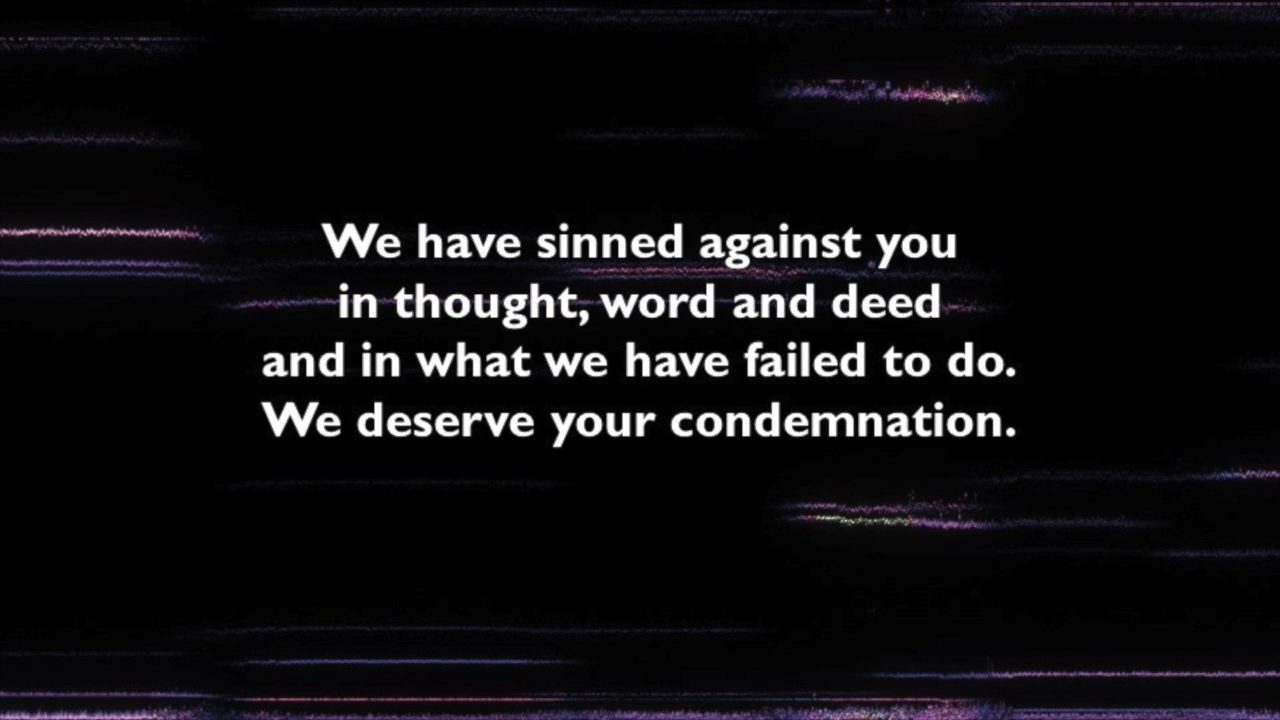 We have sinned against you
in thought, word and deed
and in what we have failed to do.
We deserve your condemnation.